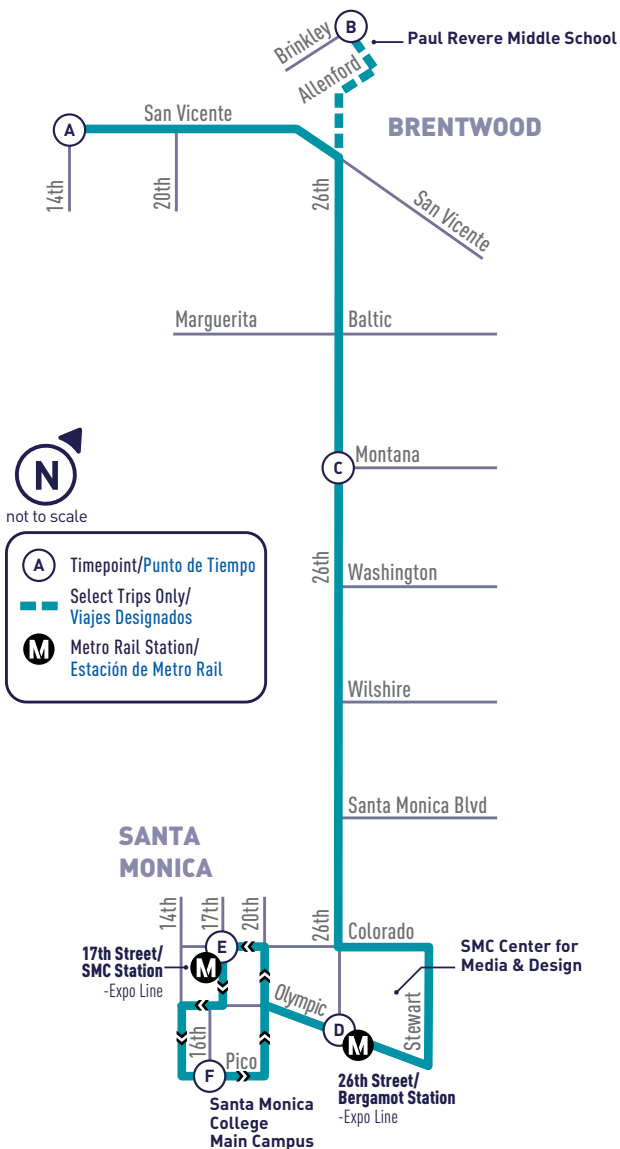 B
Brinkley
Paul Revere Middle School
Allenford
BRENTWOOD
San Vicente
A
14th
20th
26th
San Vicente
Marguerita
Baltic
N
not to scale
C
Montana
A
Timepoint/Punto de Tiempo
Select Trips Only/
Viajes Designados
M
Metro Rail Station/
Estación de Metro Rail
26th
Washington
Wilshire
Santa Monica Blvd
SANTA
MONICA
14th
17th
20th
26th
Colorado
E
17th Street/
SMC Station
-Expo Line
M
SMC Center for
Media & Design
Olympic
Stewart
D
M
16th
Pico
F
26th Street/
Bergamot Station
-Expo Line
Santa Monica
College
Main Campus